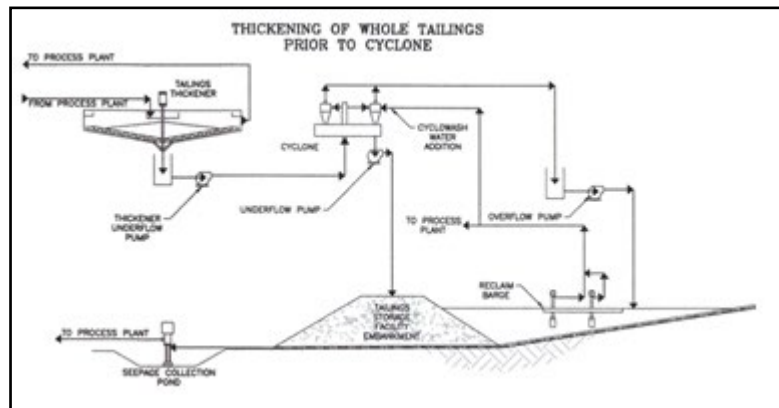 THICKENING OF WHOLE TAILINGS
PRIOR TO CYCLONE
TO PROCESS PLANT
TAILINGS
THICKENER
FROM PROCESS PLANT
CYCLOWASH
WATER
ADDITION
CYCLONE
UNDERFLOW PUMP
THICKENER
UNDERFLOW
PUMP
TO PROCESS
PLANT
OVERFLOW PUMP
RECLAIM
BARGE
TAILINGS
STORAGE
FACILITY
EMBANKMENT
TO PROCESS PLANT
SEEPAGE COLLECTION
POND